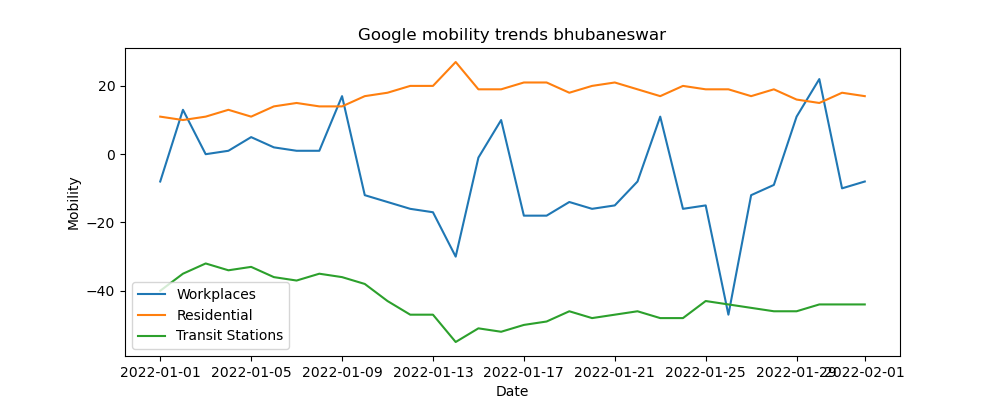 Google mobility trends bhubaneswar
Mobility
20
0
−20
−40
Workplaces
Residential
Transit Stations
2022-01-01 2022-01-05 2022-01-09 2022-01-13 2022-01-17 2022-01-21 2022-01-25 2022-01-29 2022-02-01
Date